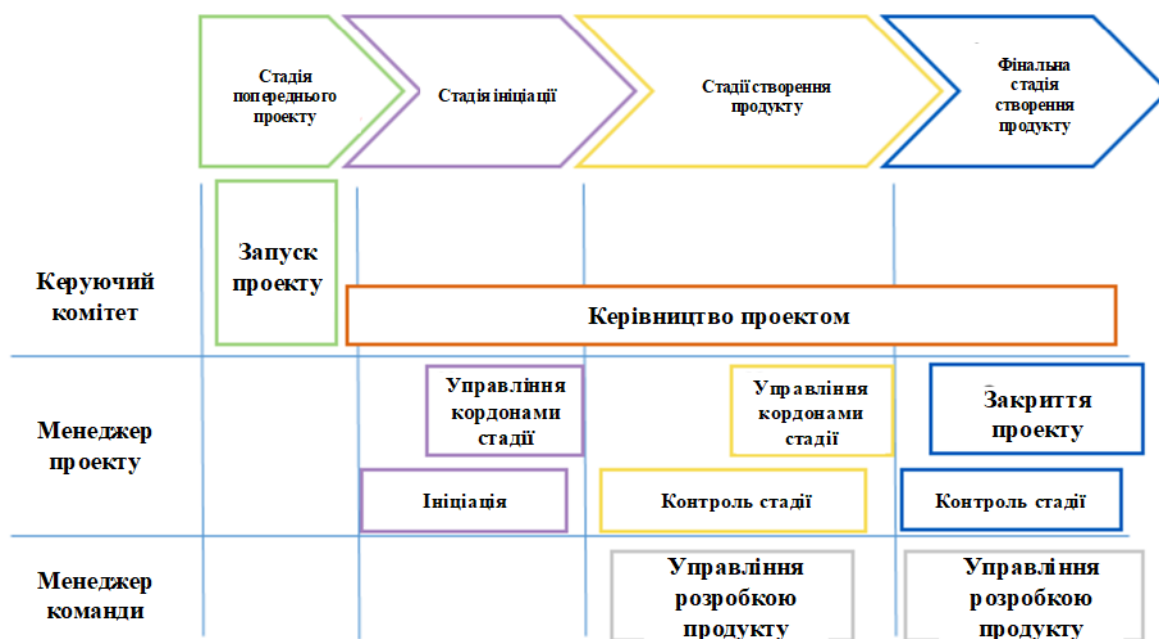 Стадія
попереднього
проекту
Стадія ініціації
Стадії створення
продукту
Фінальна
стадія
створення
продукту
Керуючий
комітет
Запуск
проекту
Керівництво проектом
Менеджер
проекту
Управління
кордонами
стадії
Управління
кордонами
стадії
Закриття
проекту
Ініціація
Контроль стадії
Контроль стадії
Менеджер
команди
Управління
розробкою
продукту
Управління
розробкою
продукту